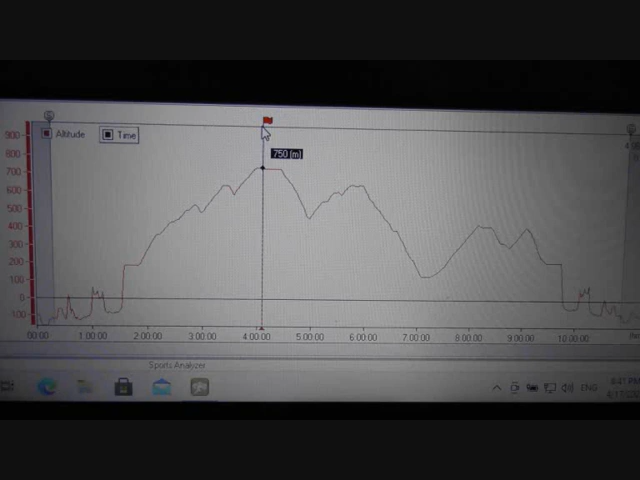 Altitude Time
900
800
750 [m]
700
600
500
400
300
200
100
0
100
00:00 1.00:00 2.00:00 3.00:00 4.00:00 5.00:00 6.00:00 7.00:00 8.00:00 9.00:00 10.00:00
Sports Analyzer
ENG